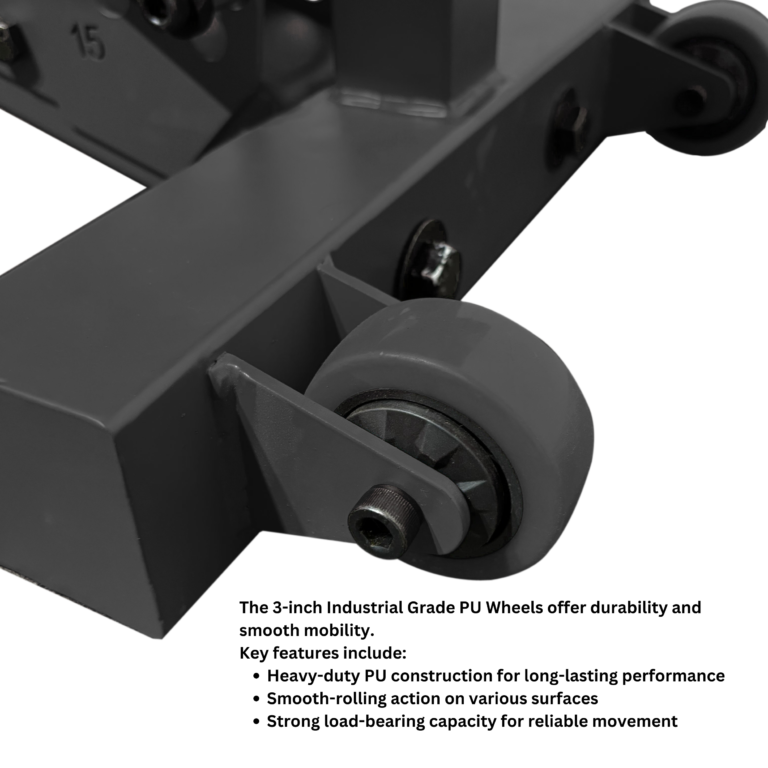 15
The 3-inch Industrial Grade PU Wheels offer durability and
smooth mobility.
Key features include:
• Heavy-duty PU construction for long-lasting performance
• Smooth-rolling action on various surfaces
• Strong load-bearing capacity for reliable movement